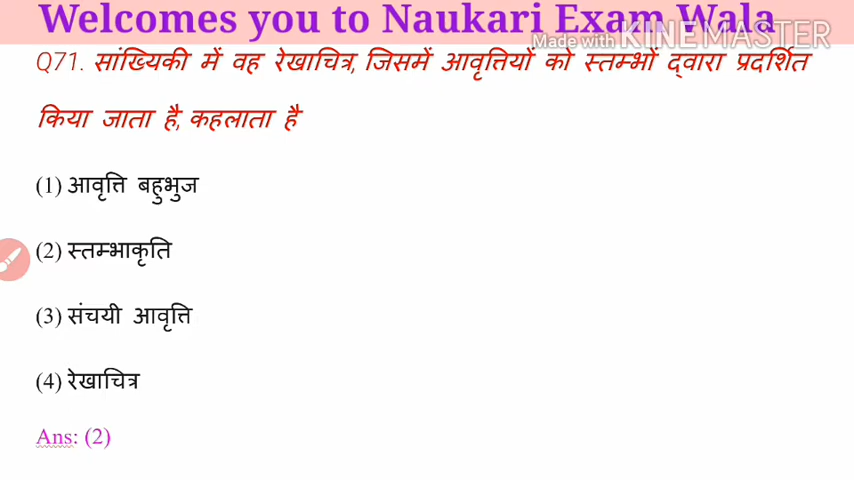 Welcomes you to Naukari Exam Wala
Made with KINEMASTER
Q71. सांख्यिकी में वह रेखाचित्र, जिसमें आवृत्तियों को स्तम्भों द्वारा प्रदर्शित
किया जाता है, कहलाता है
(1) आवृत्ति बहुभुज
(2) स्तम्भाकृति
(3) संचयी आवृत्ति
(4) रेखाचित्र
Ans: (2)